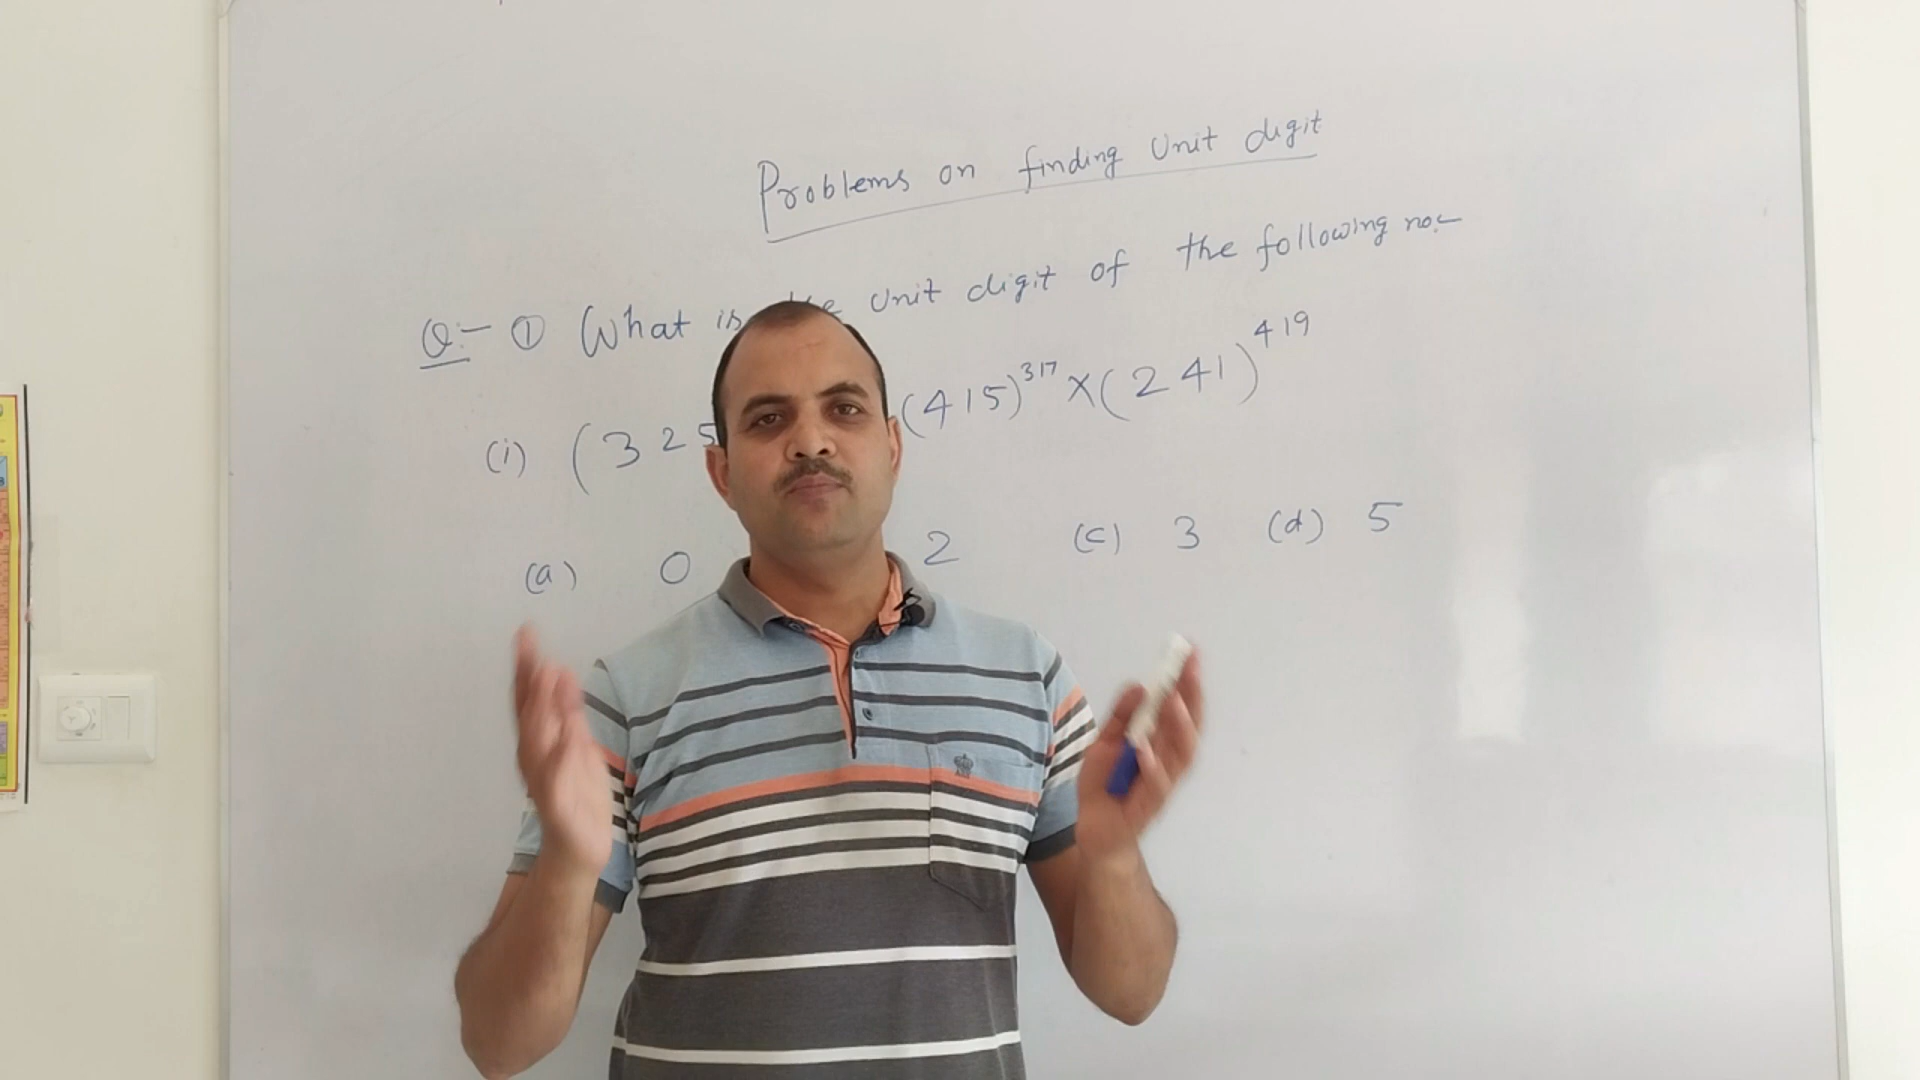 Problems on finding Unit digit
Q:- ① What is the Unit digit of the following no.
(i) (325 (415)^317 × (241)^419
(a) 0 2 (c) 3 (d) 5